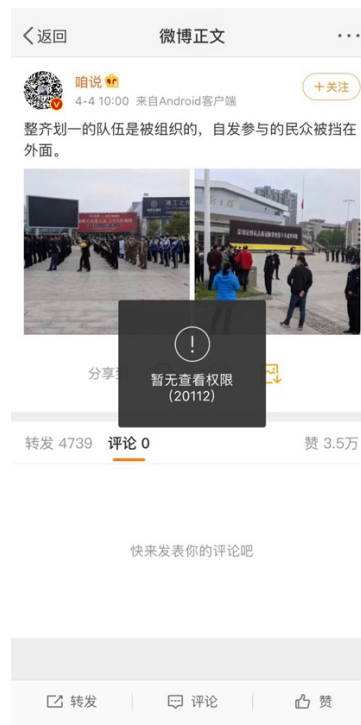 返回 微博正文
咱说
4-4 10:00 来自Android客户端
+关注
整齐划一的队伍是被组织的，自发参与的民众被挡在
外面。
分享到
暂无查看权限
(20112)
转发 4739 评论 0 赞 3.5万
快来发表你的评论吧
转发 评论 赞